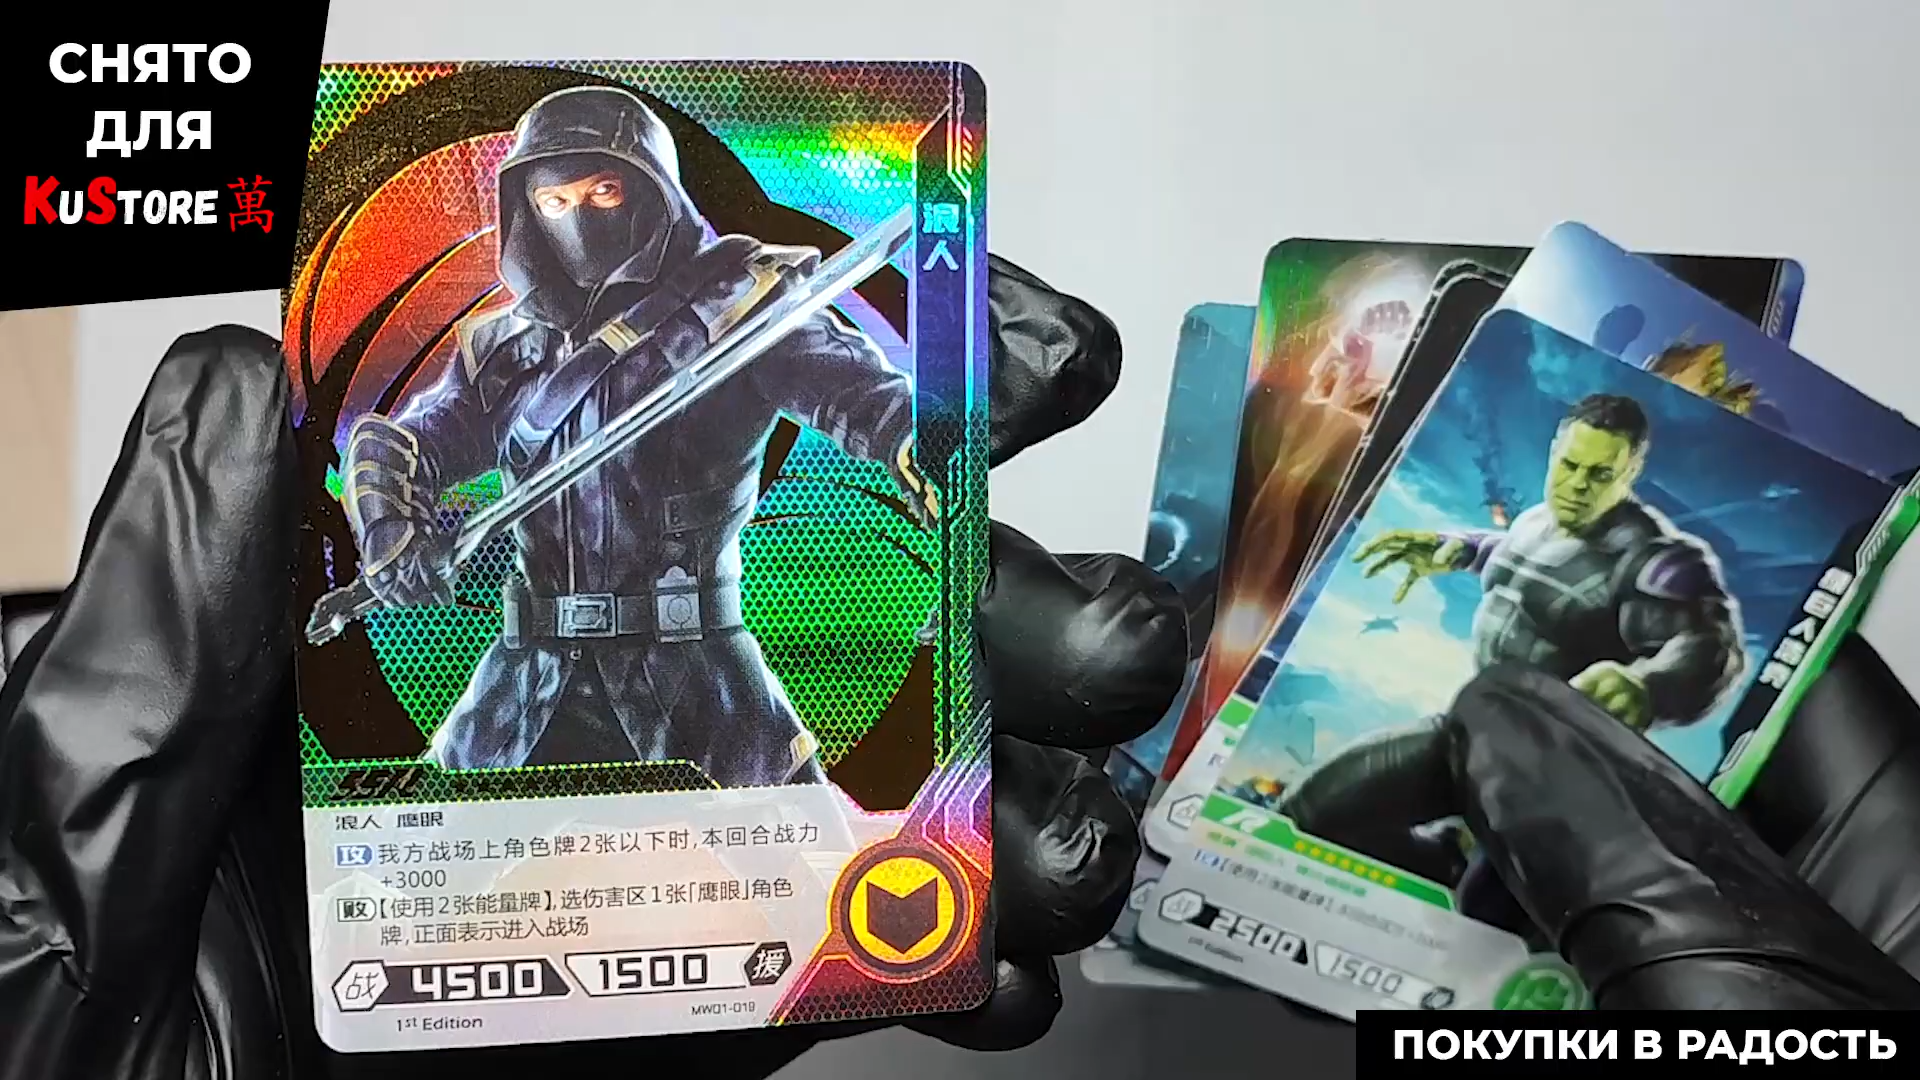 СНЯТО
ДЛЯ
KUSTORE 萬
浪人
浪人 鹰眼
攻 我方战场上角色牌2张以下时,本回合战力
+3000
败 【使用2张能量牌】,选伤害区1张「鹰眼」角色
牌,正面表示进入战场
战 4500 1500 援
1st Edition
MW01-019
R
战 2500 1500
1st Edition
ПОКУПКИ В РАДОСТЬ